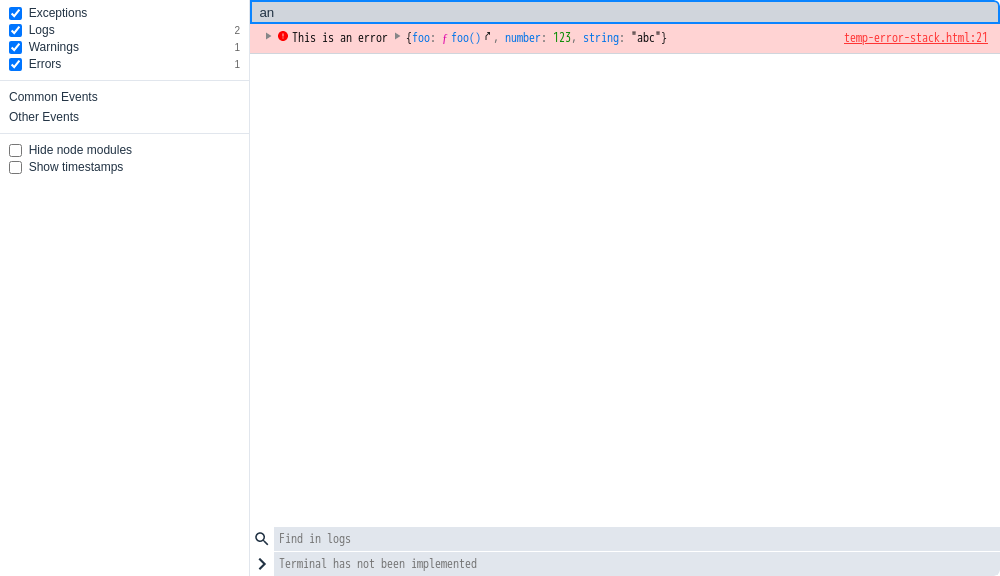 Exceptions
Logs 2
Warnings 1
Errors 1
Common Events
Other Events
Hide node modules
Show timestamps
an
This is an error {foo: ƒ foo(), number: 123, string: "abc"} temp-error-stack.html:21
Find in logs
Terminal has not been implemented